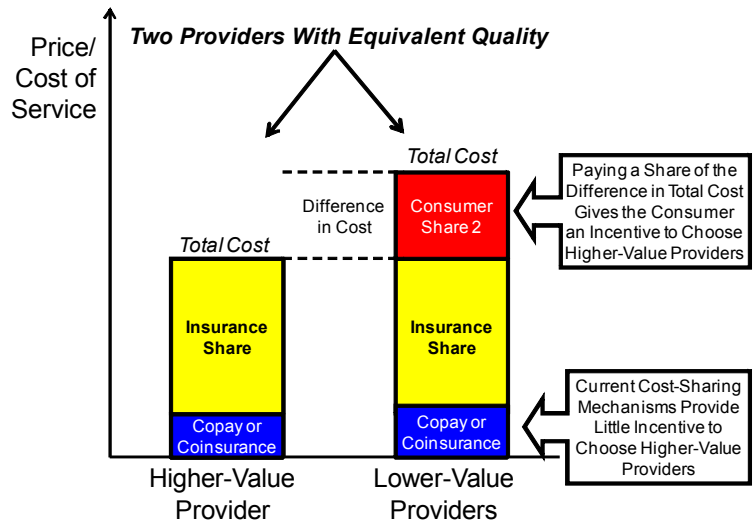 Two Providers With Equivalent Quality
Price/
Cost of
Service
Total Cost
Difference
in Cost
Consumer
Share 2
Paying a Share of the
Difference in Total Cost
Gives the Consumer
an Incentive to Choose
Higher-Value Providers
Total Cost
Insurance
Share
Insurance
Share
Copay or
Coinsurance
Copay or
Coinsurance
Current Cost-Sharing
Mechanisms Provide
Little Incentive to
Choose Higher-Value
Providers
Higher-Value
Provider
Lower-Value
Providers